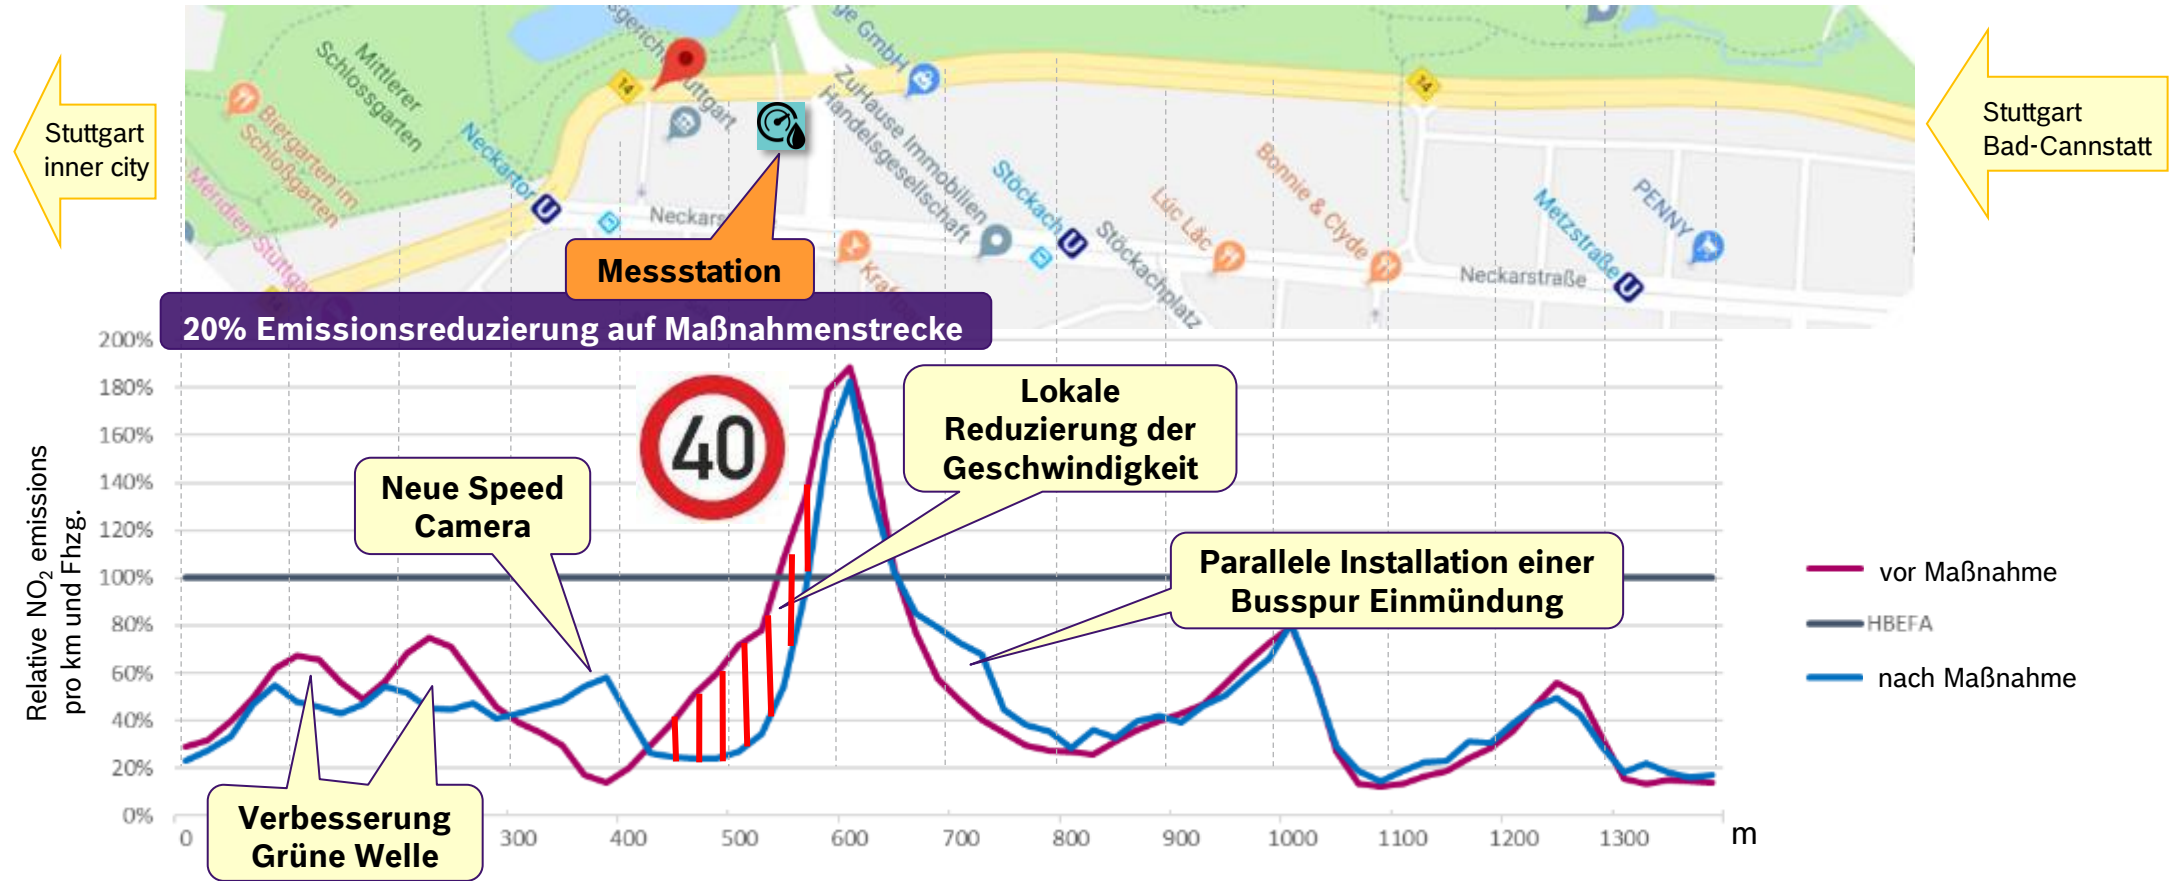 Stuttgart
inner city
Mittlerer
Schlossgarten
Biergarten im
Schloßgarten
Neckartor
14
ZuHause Immobilien
Handelsgesellschaft
Stöckach
Stöckachplatz
Lúc Lắc
Bonnie & Clyde
14
Metzstraße
PENNY
Neckarstraße
Stuttgart
Bad-Cannstatt
Messstation
20% Emissionsreduzierung auf Maßnahmenstrecke
40
Lokale
Reduzierung der
Geschwindigkeit
Neue Speed
Camera
Parallele Installation einer
Busspur Einmündung
Verbesserung
Grüne Welle
Relative NO₂ emissions
pro km und Fhzg.
200%
180%
160%
140%
120%
100%
80%
60%
40%
20%
0%
0 300 400 500 600 700 800 900 1000 1100 1200 1300 m
vor Maßnahme
HBEFA
nach Maßnahme